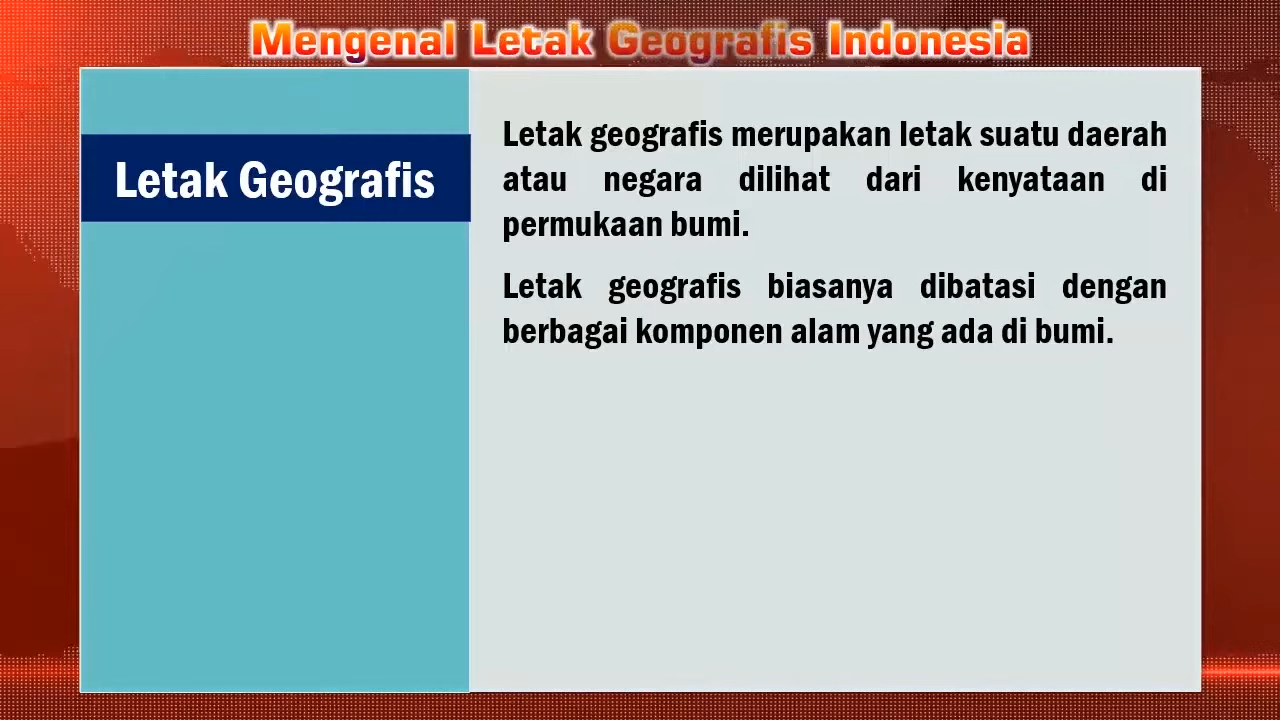 Mengenal Letak Geografis Indonesia
Letak Geografis
Letak geografis merupakan letak suatu daerah
atau negara dilihat dari kenyataan di
permukaan bumi.
Letak geografis biasanya dibatasi dengan
berbagai komponen alam yang ada di bumi.